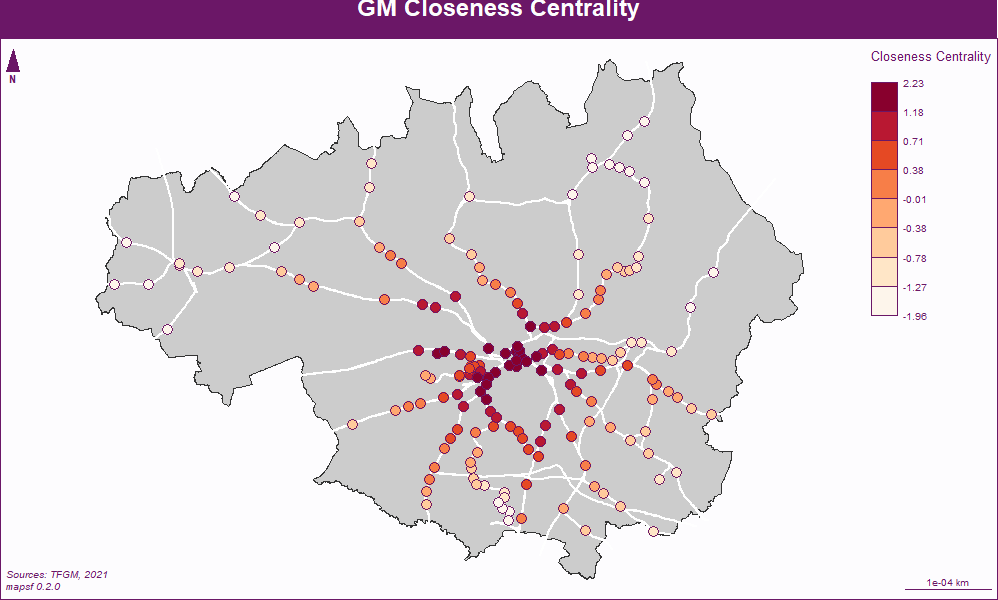 GM Closeness Centrality
N
Closeness Centrality
2.23
1.18
0.71
0.38
-0.01
-0.38
-0.78
-1.27
-1.96
Sources: TFGM, 2021
mapsf 0.2.0
1e-04 km